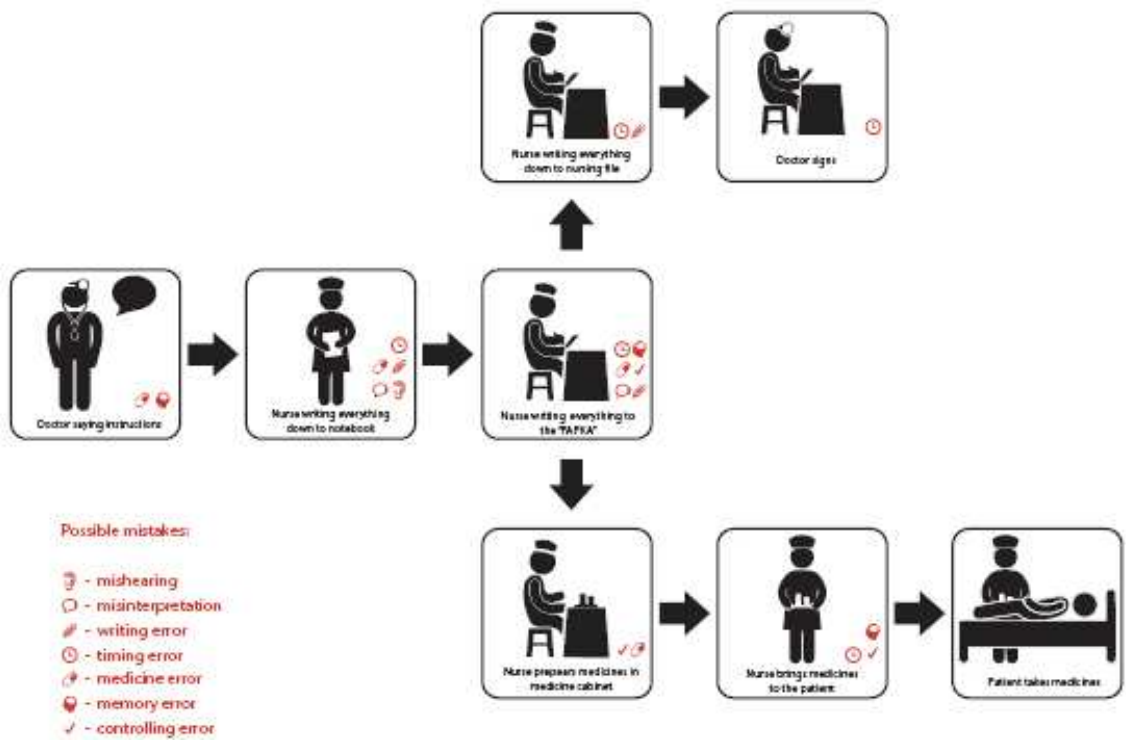 Nurse writing everything
down to nursing file
Doctor signs
Doctor saying instructions
Nurse writing everything
down to notebook
Nurse writing everything to
the "PAPKA"
Possible mistakes:
- mishearing
- misinterpretation
- writing error
- timing error
- medicine error
- memory error
✓ - controlling error
Nurse prepears medicines in
medicine cabinet
Nurse brings medicines
to the patient
Patient takes medicines